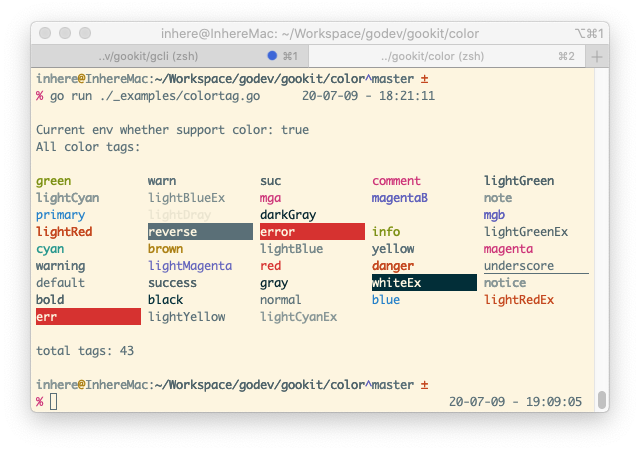 inhere@InhereMac:~/Workspace/godev/gookit/color
⌥⌘1
..v/gookit/gcli (zsh) ⌘1 ../gookit/color (zsh) ⌘2 +
inhere@InhereMac:~/Workspace/godev/gookit/color^master ±
% go run ./_examples/colortag.go 20-07-09 - 18:21:11
Current env whether support color: true
All color tags:
green warn suc comment lightGreen
lightCyan lightBlueEx mga magentaB note
primary lightDray darkGray mgb
lightRed reverse error info lightGreenEx
cyan brown lightBlue yellow magenta
warning lightMagenta red danger underscore
default success gray whiteEx notice
bold black normal blue lightRedEx
err lightYellow lightCyanEx
total tags: 43
inhere@InhereMac:~/Workspace/godev/gookit/color^master ±
% 20-07-09 - 19:09:05